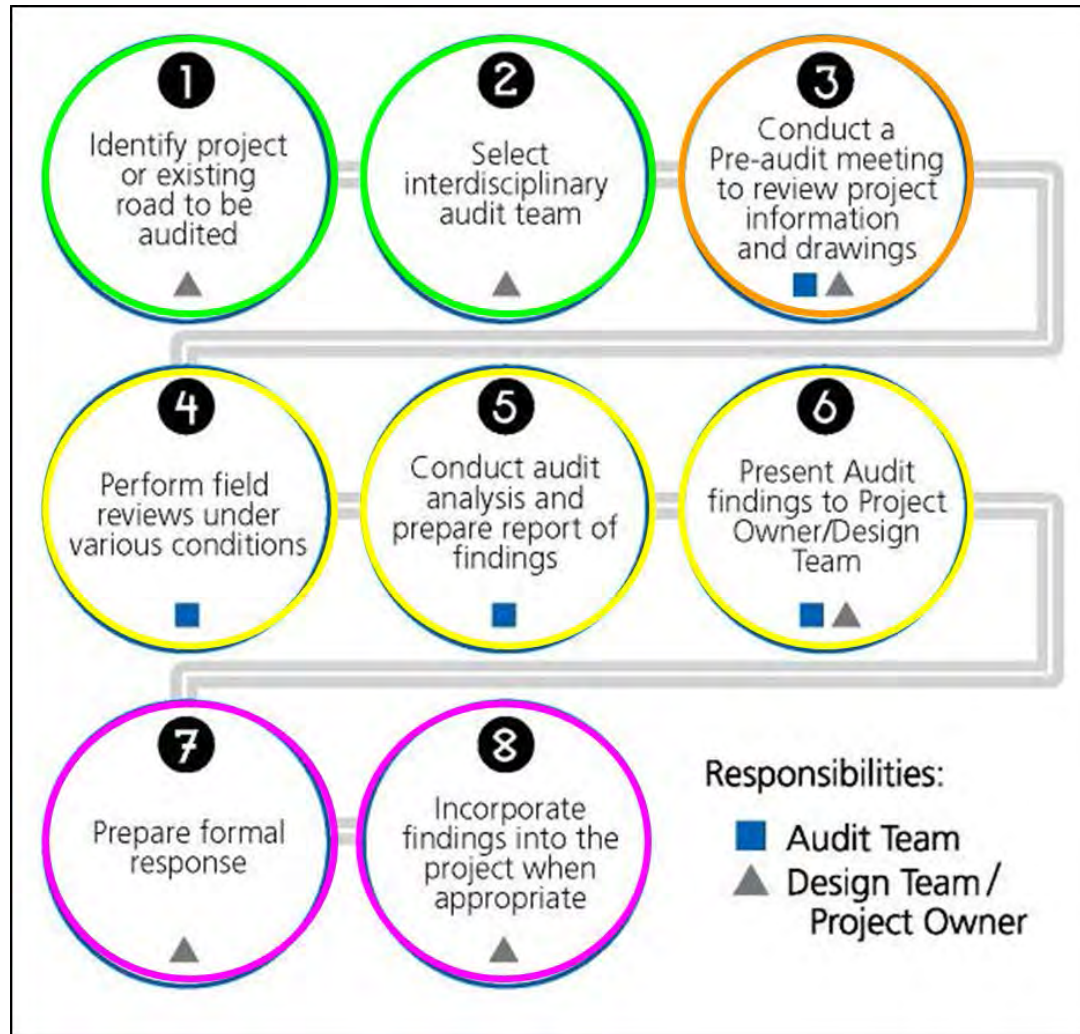 1
Identify project
or existing
road to be
audited
2
Select
interdisciplinary
audit team
3
Conduct a
Pre-audit meeting
to review project
information
and drawings
4
Perform field
reviews under
various conditions
5
Conduct audit
analysis and
prepare report of
findings
6
Present Audit
findings to Project
Owner/Design
Team
7
Prepare formal
response
8
Incorporate
findings into the
project when
appropriate
Responsibilities:
Audit Team
Design Team /
Project Owner